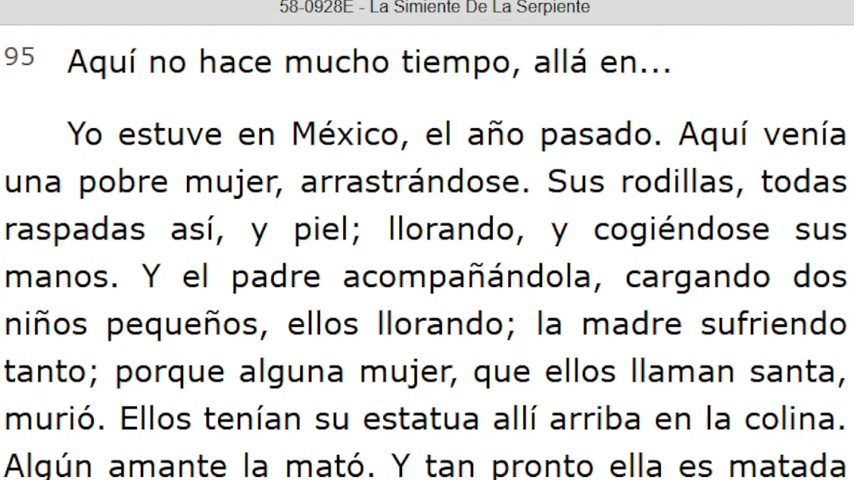 58-0928E - La Simiente De La Serpiente
95 Aquí no hace mucho tiempo, allá en...
Yo estuve en México, el año pasado. Aquí venía
una pobre mujer, arrastrándose. Sus rodillas, todas
raspadas así, y piel; llorando, y cogiéndose sus
manos. Y el padre acompañándola, cargando dos
niños pequeños, ellos llorando; la madre sufriendo
tanto; porque alguna mujer, que ellos llaman santa,
murió. Ellos tenían su estatua allí arriba en la colina.
Algún amante la mató. Y tan pronto ella es matada